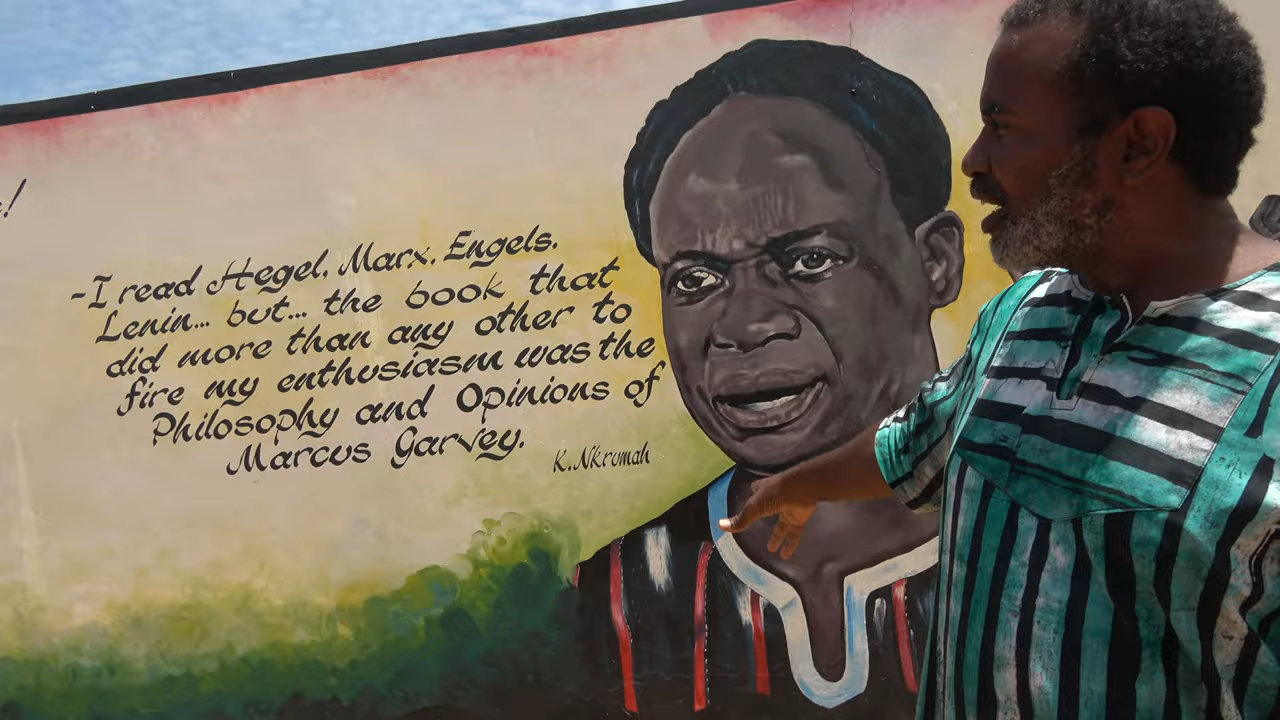 -I read Hegel, Marx, Engels,
Lenin... but... the book that
did more than any other to
fire my enthusiasm was the
Philosophy and Opinions of
Marcus Garvey.
K. Nkrumah